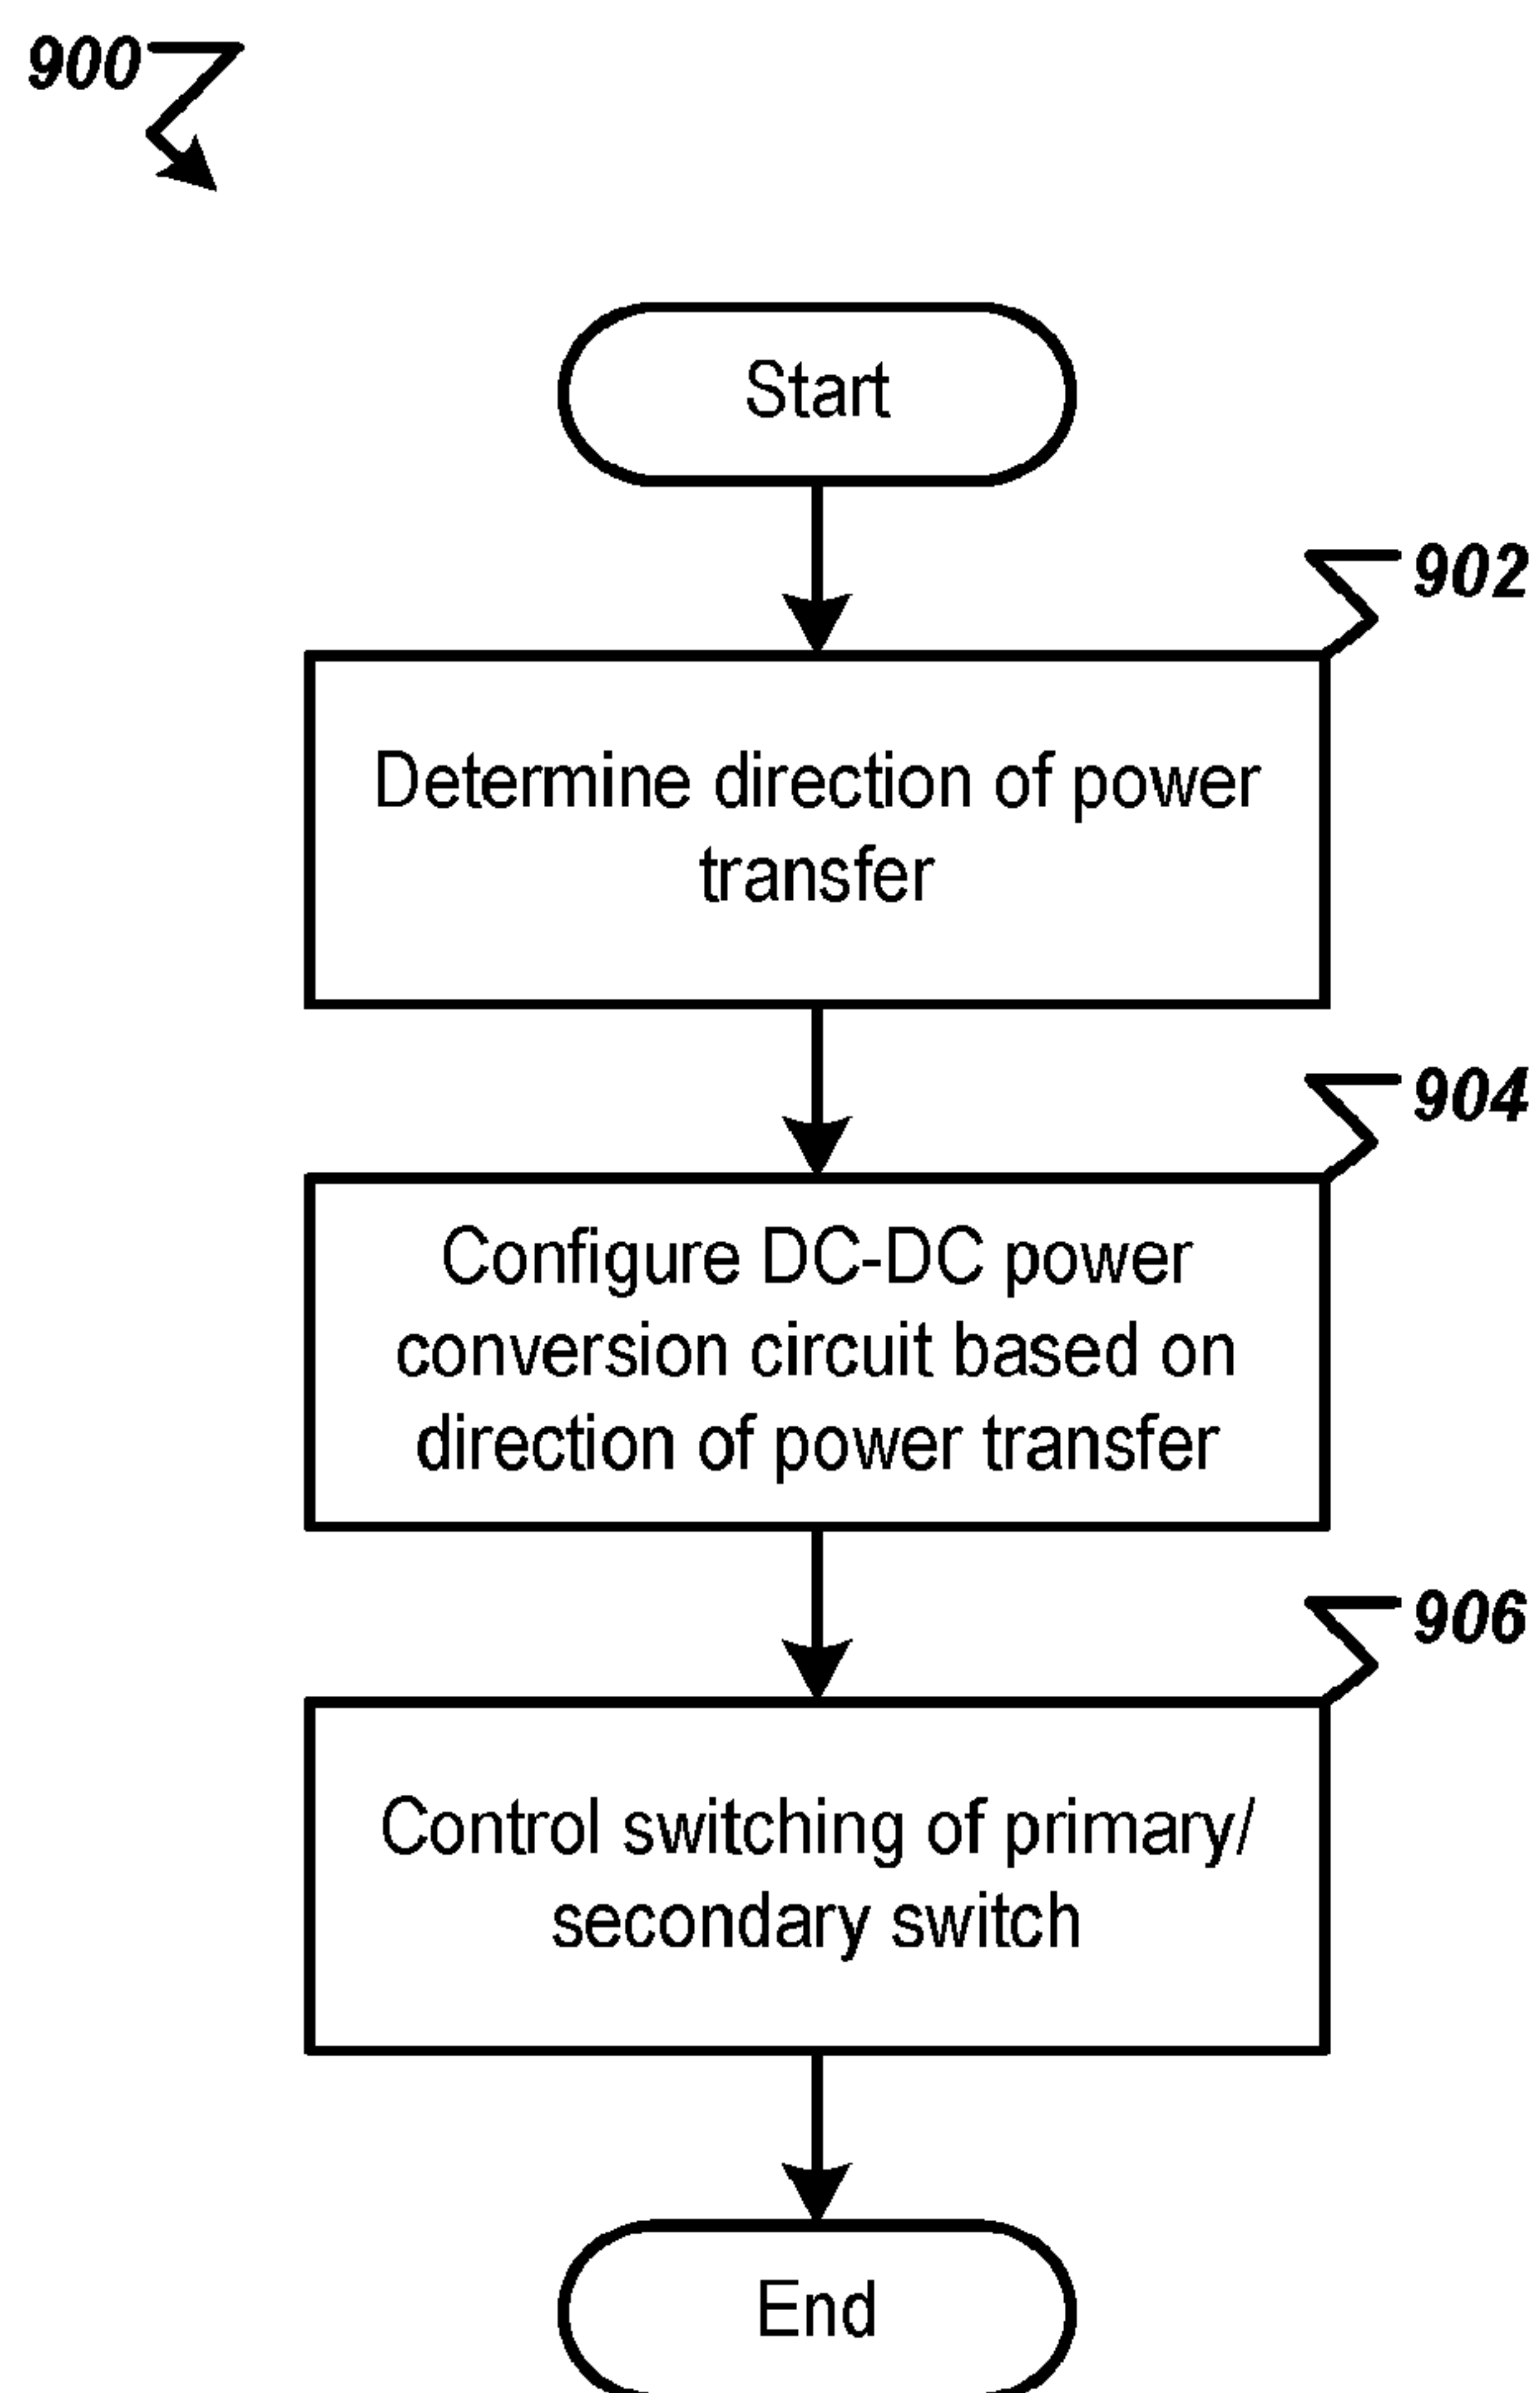 900
Start
902
Determine direction of power
transfer
904
Configure DC-DC power
conversion circuit based on
direction of power transfer
906
Control switching of primary/
secondary switch
End